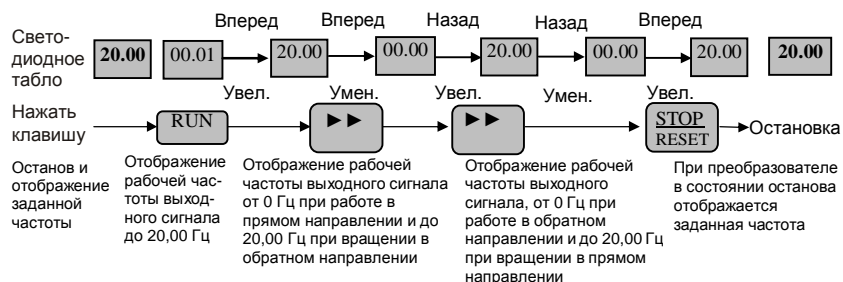 Вперед Вперед Назад Назад Вперед
Свето-
диодное
табло
20.00 00.01 20.00 00.00 20.00 00.00 20.00 20.00
Увел. Умен. Увел. Умен. Увел.
Нажать
клавишу
RUN ►► ►► STOP
RESET
Остановка
Останов и
отображение
заданной
частоты
Отображение
рабочей час-
тоты выход-
ного сигнала
до 20,00 Гц
Отображение рабочей
частоты выходного сигнала
от 0 Гц при работе в
прямом направлении и до
20,00 Гц при вращении в
обратном направлении
Отображение рабочей
частоты выходного
сигнала, от 0 Гц при
работе в обратном
направлении и до 20,00 Гц
при вращении в прямом
направлении
При преобразователе
в состоянии останова
отображается
заданная частота